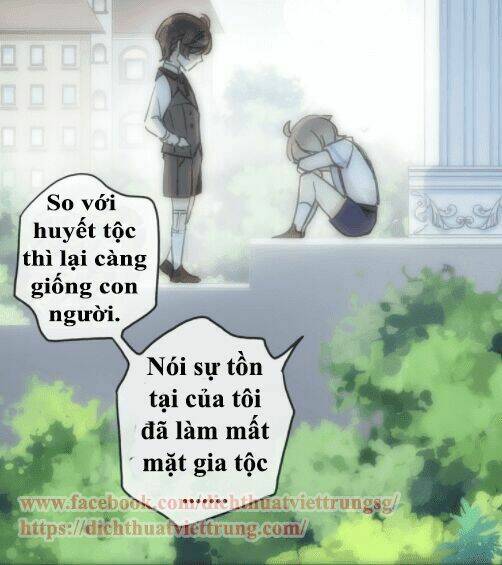 So với
huyết tộc
thì lại càng
giống con
người.
Nói sự tồn
tại của tôi
đã làm mất
mặt gia tộc
.......
www.facebook.com/dichthuatviettrungsg/
https://dichthuatviettrung.com/